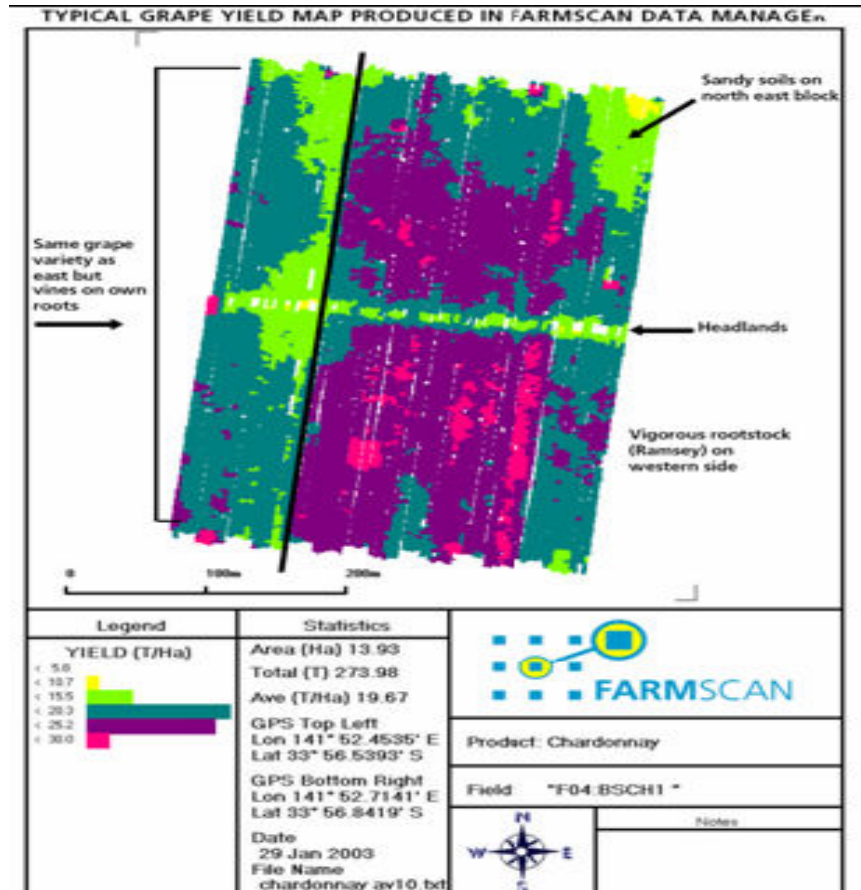 TYPICAL GRAPE YIELD MAP PRODUCED IN FARMSCAN DATA MANAGEn
Sandy soils on
north east block
Same grape
variety as
east but
vines on own
roots
Headlands
Vigorous rootstock
(Ramsey) on
western side
0 100m 200m
Legend
YIELD (T/Ha)
< 5.8
< 10.7
< 15.5
< 20.3
< 25.2
< 30.0
Statistics
Area (Ha) 13.93
Total (T) 273.98
Ave (T/Ha) 19.67
GPS Top Left
Lon 141° 52.4535' E
Lat 33° 56.5393' S
GPS Bottom Right
Lon 141° 52.7141' E
Lat 33° 56.8419' S
Date
29 Jan 2003
File Name
chardonnay av10.txt
FARMSCAN
Product: Chardonnay
Field "F04:BSCH1 "
N
W E
S
Notes